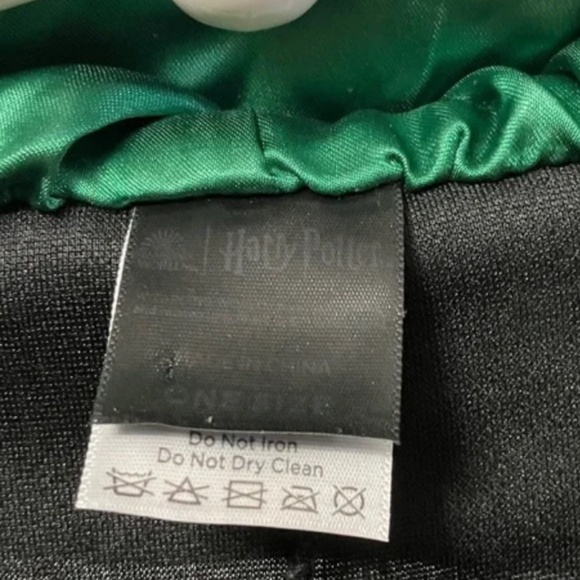 Harry Potter
MADE IN CHINA
ONE SIZE
Do Not Iron
Do Not Dry Clean